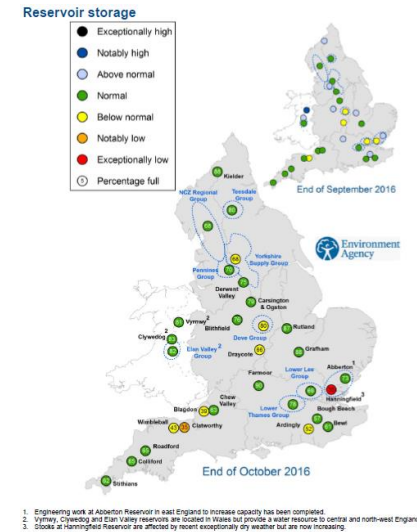 Reservoir storage
Exceptionally high
Notably high
Above normal
Normal
Below normal
Notably low
Exceptionally low
Percentage full
End of September 2016
Environment
Agency
Kielder
NCZ Regional
Group
Teesdale
Group
Yorkshire
Supply Group
Pennines
Group
Derwent
Valley
Carsington
& Ogston
Vyrnwy 2
Clywedog 2
Blithfield
Dove Group
Rutland
Elan Valley 2
Group
Draycote
Grafham
Farmoor
Lower Lee
Group
Abberton 1
Hanningfield 3
Chew
Valley
Blagdon
Lower
Thames
Group
Bough Beech
Wimbleball
Clatworthy
Ardingly
Bewl
Roadford
Colliford
Stithians
End of October 2016
1. Engineering work at Abberton Reservoir in east England to increase capacity has been completed.
2. Vyrnwy, Clywedog and Elan Valley reservoirs are located in Wales but provide a water resource to central and north-west England
3. Stocks at Hanningfield Reservoir are affected by recent exceptionally dry weather but are now increasing.